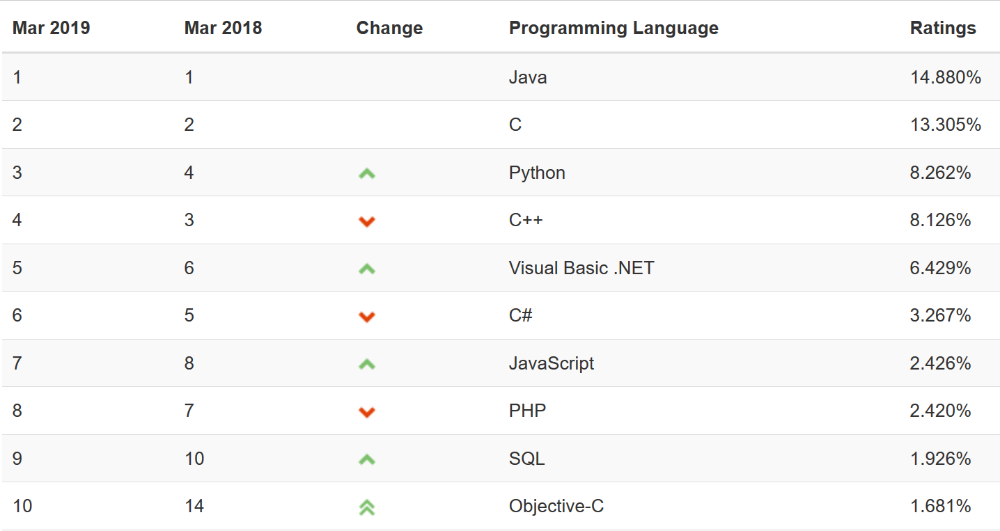 Mar 2019 Mar 2018 Change Programming Language Ratings
1 1 Java 14.880%
2 2 C 13.305%
3 4 Python 8.262%
4 3 C++ 8.126%
5 6 Visual Basic .NET 6.429%
6 5 C# 3.267%
7 8 JavaScript 2.426%
8 7 PHP 2.420%
9 10 SQL 1.926%
10 14 Objective-C 1.681%